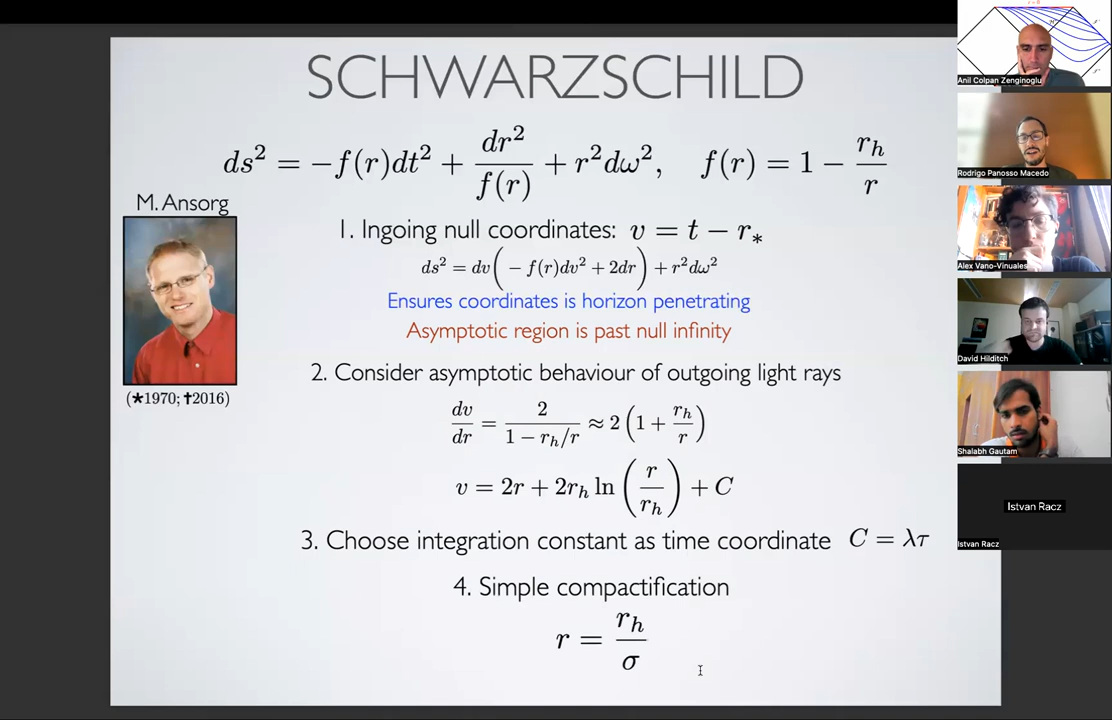 SCHWARZSCHILD
ds² = −f(r)dt² + dr²/f(r) + r²dω², f(r) = 1 − r_h/r
M. Ansorg
(★1970; ✝2016)
1. Ingoing null coordinates: v = t − r_*
ds² = dv(− f(r)dv² + 2dr) + r²dω²
Ensures coordinates is horizon penetrating
Asymptotic region is past null infinity
2. Consider asymptotic behaviour of outgoing light rays
dv/dr = 2/(1 − r_h/r) ≈ 2(1 + r_h/r)
v = 2r + 2r_h ln(r/r_h) + C
3. Choose integration constant as time coordinate C = λτ
4. Simple compactification
r = r_h/σ
Anil Colpan Zenginoglu
Rodrigo Panosso Macedo
Alex Vano-Vinuales
David Hilditch
Shalabh Gautam
Istvan Racz
Istvan Racz